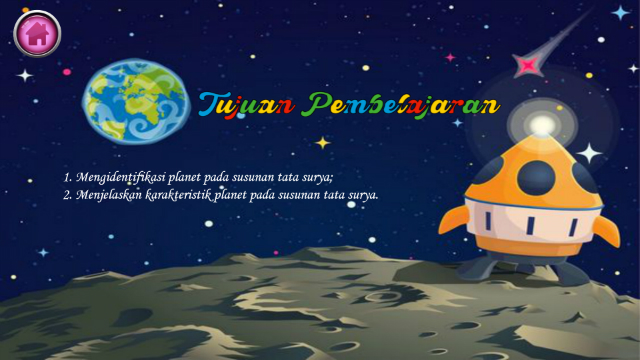 Tujuan Pembelajaran
1. Mengidentifikasi planet pada susunan tata surya;
2. Menjelaskan karakteristik planet pada susunan tata surya.